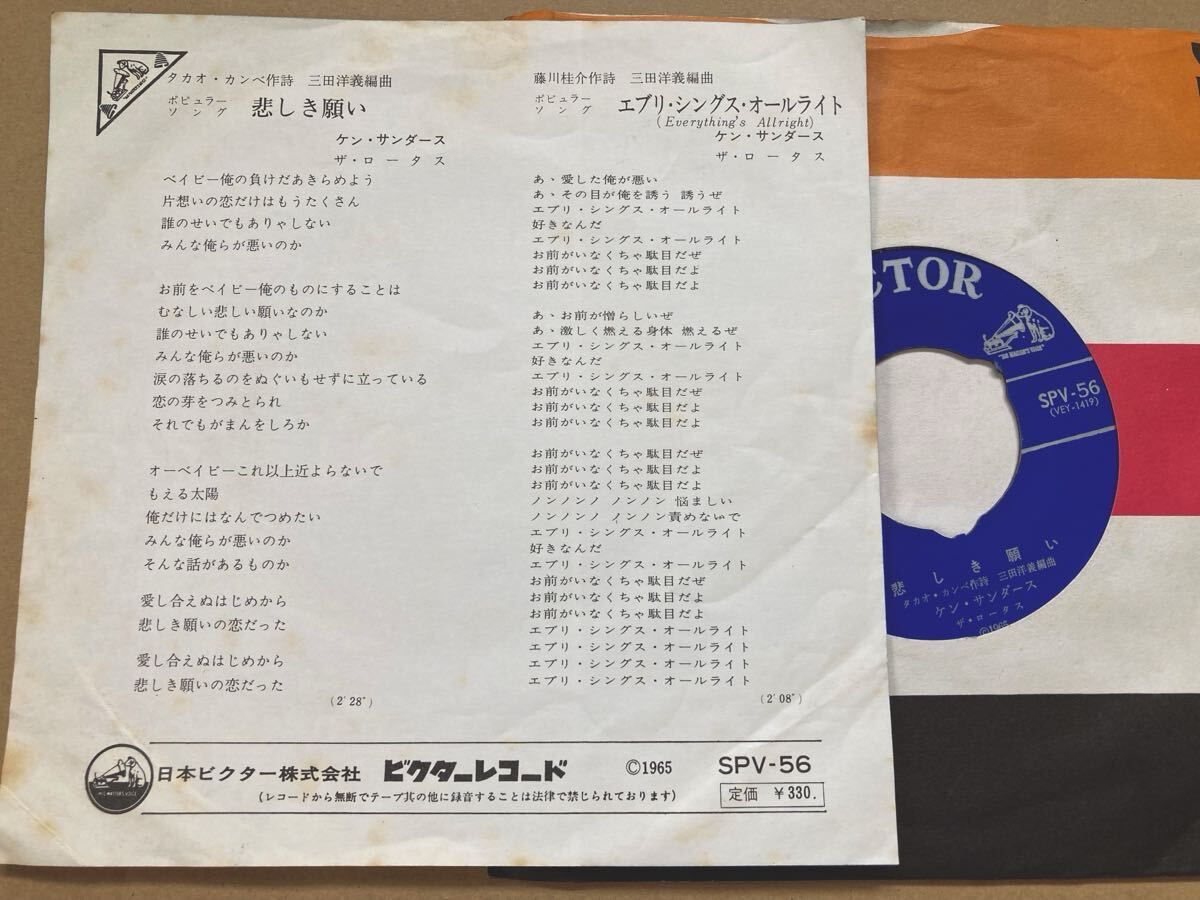 タカオ・カンベ作詩 三田洋義編曲
ポピュラーソング 悲しき願い
ケン・サンダース
ザ・ロータス
ベイビー俺の負けだあきらめよう
片想いの恋だけはもうたくさん
誰のせいでもありゃしない
みんな俺らが悪いのか
お前をベイビー俺のものにすることは
むなしい悲しい願いなのか
誰のせいでもありゃしない
みんな俺らが悪いのか
涙の落ちるのをぬぐいもせずに立っている
恋の芽をつみとられ
それでもがまんをしろか
オーベイビーこれ以上近よらないで
もえる太陽
俺だけにはなんでつめたい
みんな俺らが悪いのか
そんな話があるものか
愛し合えぬはじめから
悲しき願いの恋だった
愛し合えぬはじめから
悲しき願いの恋だった
(2′28″)
藤川桂介作詩 三田洋義編曲
ポピュラーソング エブリ・シングス・オールライト
(Everything's Allright)
ケン・サンダース
ザ・ロータス
あゝ愛した俺が悪い
あゝその目が俺を誘う 誘うぜ
エブリ・シングス・オールライト
好きなんだ
エブリ・シングス・オールライト
お前がいなくちゃ駄目だぜ
お前がいなくちゃ駄目だよ
お前がいなくちゃ駄目だよ
あゝお前が憎らしいぜ
あゝ激しく燃える身体 燃えるぜ
エブリ・シングス・オールライト
好きなんだ
エブリ・シングス・オールライト
お前がいなくちゃ駄目だぜ
お前がいなくちゃ駄目だよ
お前がいなくちゃ駄目だよ
お前がいなくちゃ駄目だぜ
お前がいなくちゃ駄目だよ
お前がいなくちゃ駄目だよ
ノンノンノ ノンノン 悩ましい
ノンノンノ ノンノン責めないで
エブリ・シングス・オールライト
好きなんだ
エブリ・シングス・オールライト
お前がいなくちゃ駄目だぜ
お前がいなくちゃ駄目だよ
お前がいなくちゃ駄目だよ
エブリ・シングス・オールライト
エブリ・シングス・オールライト
エブリ・シングス・オールライト
エブリ・シングス・オールライト
(2′08″)
日本ビクター株式会社 ビクターレコード ©1965 SPV-56
(レコードから無断でテープ其の他に録音することは法律で禁じられております)
定価 ¥330.
CTOR
"HIS MASTER'S VOICE"
SPV-56
(VEY-1419)
悲しき願い
タカオ・カンベ作詩 三田洋義編曲
ケン・サンダース
ザ・ロータス
©1965